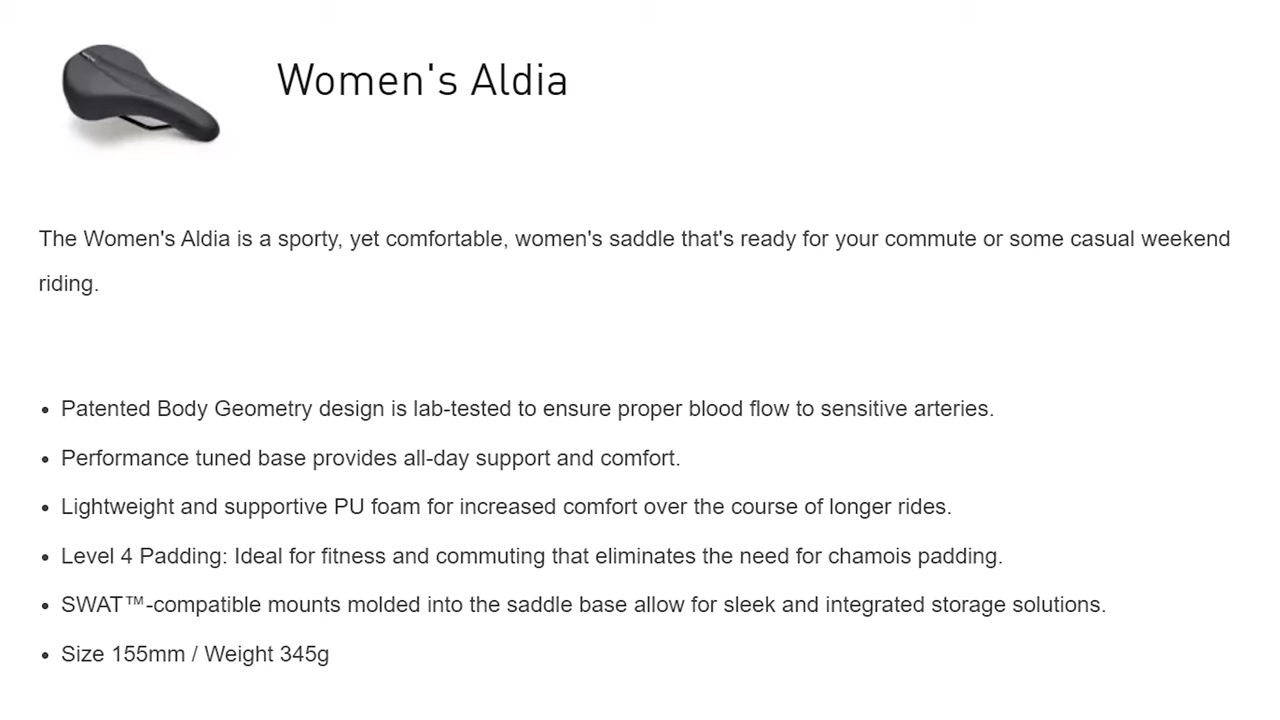 Women's Aldia
The Women's Aldia is a sporty, yet comfortable, women's saddle that's ready for your commute or some casual weekend
riding.
• Patented Body Geometry design is lab-tested to ensure proper blood flow to sensitive arteries.
• Performance tuned base provides all-day support and comfort.
• Lightweight and supportive PU foam for increased comfort over the course of longer rides.
• Level 4 Padding: Ideal for fitness and commuting that eliminates the need for chamois padding.
• SWAT™-compatible mounts molded into the saddle base allow for sleek and integrated storage solutions.
• Size 155mm / Weight 345g